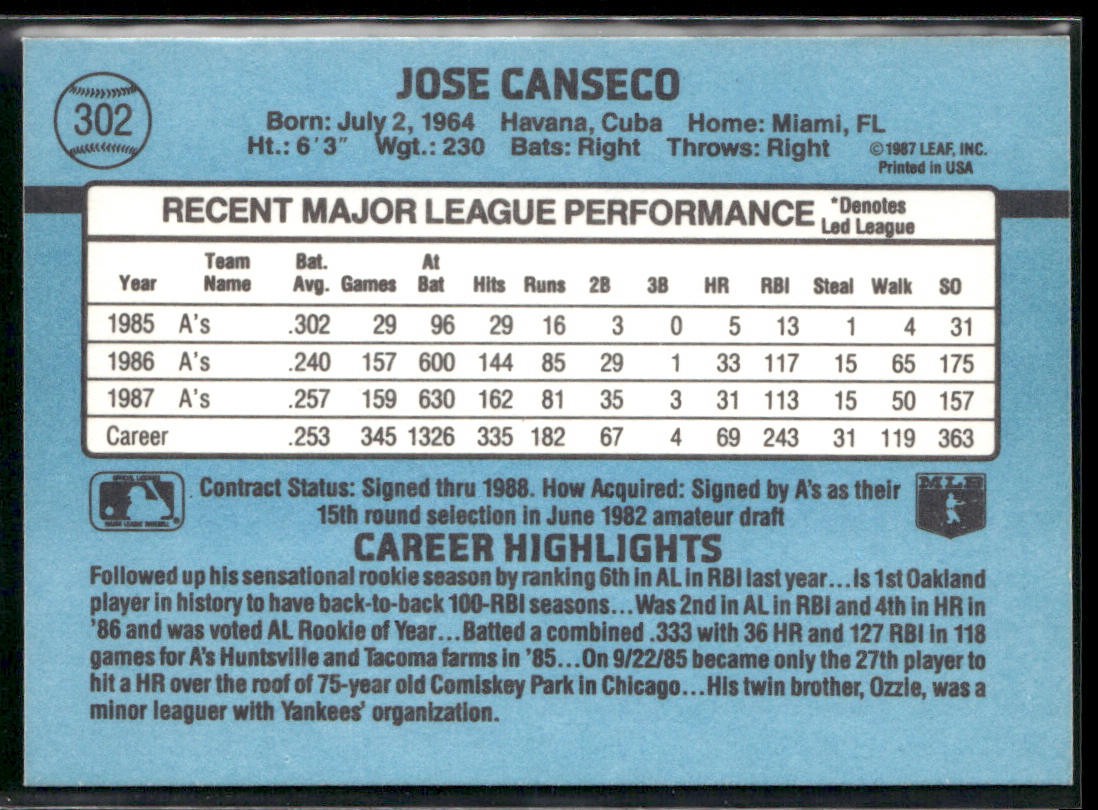 302
JOSE CANSECO
Born: July 2, 1964 Havana, Cuba Home: Miami, FL
Ht.: 6'3" Wgt.: 230 Bats: Right Throws: Right
©1987 LEAF, INC.
Printed in USA
RECENT MAJOR LEAGUE PERFORMANCE *Denotes Led League
Year Team Name Bat. Avg. Games At Bat Hits Runs 2B 3B HR RBI Steal Walk SO
1985 A's .302 29 96 29 16 3 0 5 13 1 4 31
1986 A's .240 157 600 144 85 29 1 33 117 15 65 175
1987 A's .257 159 630 162 81 35 3 31 113 15 50 157
Career .253 345 1326 335 182 67 4 69 243 31 119 363
MLB
Contract Status: Signed thru 1988. How Acquired: Signed by A's as their
15th round selection in June 1982 amateur draft
CAREER HIGHLIGHTS
Followed up his sensational rookie season by ranking 6th in AL in RBI last year...Is 1st Oakland
player in history to have back-to-back 100-RBI seasons...Was 2nd in AL in RBI and 4th in HR in
'86 and was voted AL Rookie of Year...Batted a combined .333 with 36 HR and 127 RBI in 118
games for A's Huntsville and Tacoma farms in '85...On 9/22/85 became only the 27th player to
hit a HR over the roof of 75-year old Comiskey Park in Chicago...His twin brother, Ozzie, was a
minor leaguer with Yankees' organization.